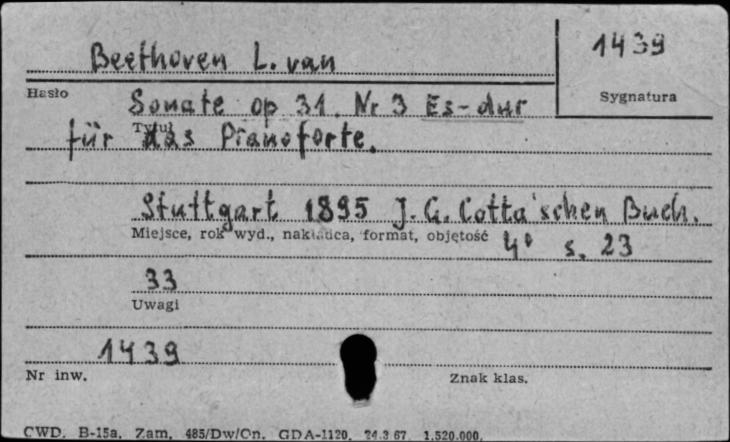 Beethoven L. van
1439
Hasło
Sygnatura
Sonate op 31. Nr 3 Es-dur
Tytuł
für das Pianoforte.
Stuttgart 1895 J. G. Cotta'schen Buch.
Miejsce, rok wyd., nakładca, format, objętość
4° s. 23
33
Uwagi
1439
Nr inw.
Znak klas.
CWD. B-15a. Zam. 485/Dw/On. GDA-1120. 24.3 67. 1.520.000.